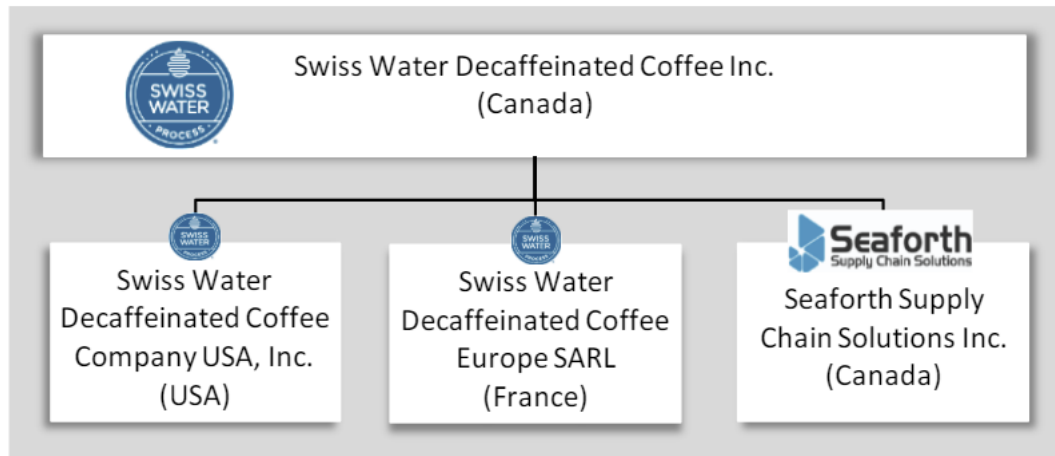 SWISS
WATER
PROCESS
Swiss Water Decaffeinated Coffee Inc.
(Canada)
SWISS
WATER
Swiss Water
Decaffeinated Coffee
Company USA, Inc.
(USA)
SWISS
WATER
Swiss Water
Decaffeinated Coffee
Europe SARL
(France)
Seaforth
Supply Chain Solutions
Seaforth Supply
Chain Solutions Inc.
(Canada)